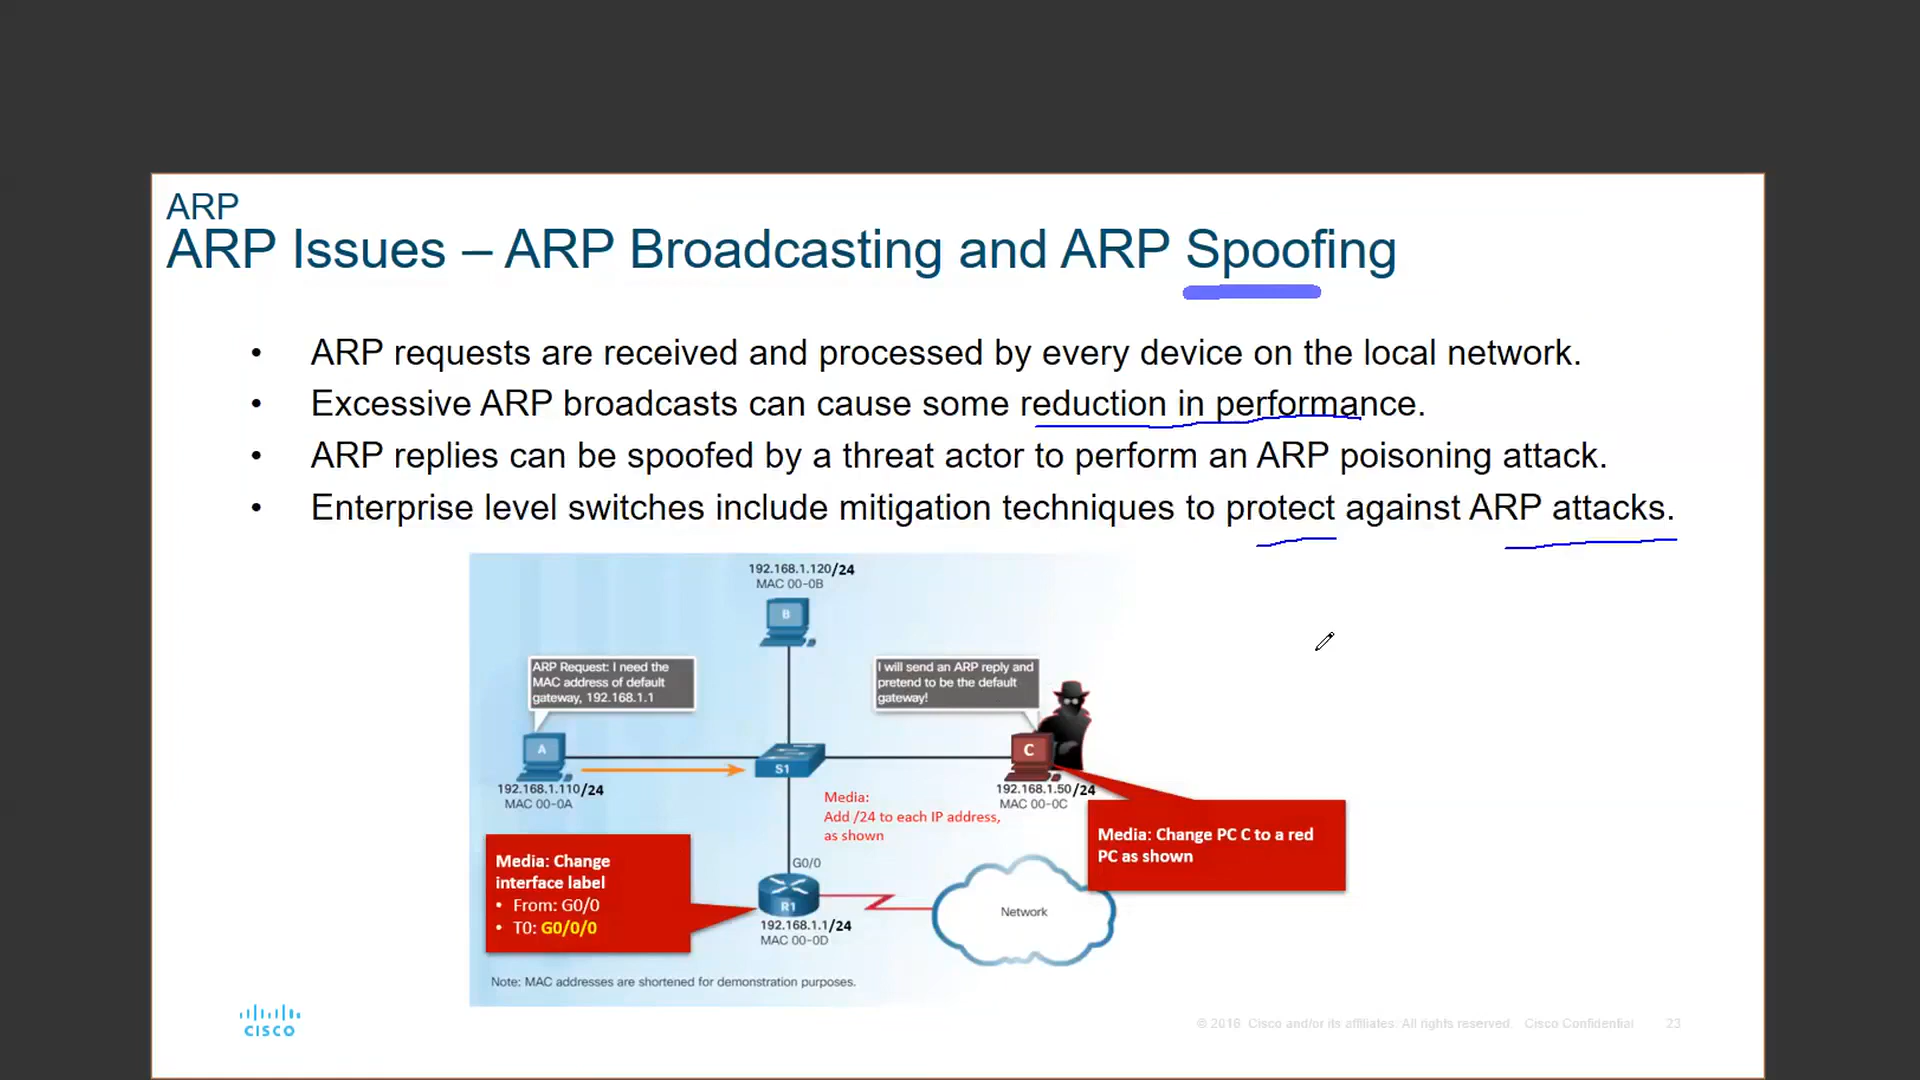 ARP
ARP Issues – ARP Broadcasting and ARP Spoofing
• ARP requests are received and processed by every device on the local network.
• Excessive ARP broadcasts can cause some reduction in performance.
• ARP replies can be spoofed by a threat actor to perform an ARP poisoning attack.
• Enterprise level switches include mitigation techniques to protect against ARP attacks.
192.168.1.120/24
MAC 00-0B
B
ARP Request: I need the
MAC address of default
gateway, 192.168.1.1
I will send an ARP reply and
pretend to be the default
gateway!
A
S1
C
192.168.1.110/24
MAC 00-0A
192.168.1.50/24
MAC 00-0C
Media:
Add /24 to each IP address,
as shown
Media: Change PC C to a red
PC as shown
Media: Change
interface label
• From: G0/0
• T0: G0/0/0
G0/0
R1
192.168.1.1/24
MAC 00-0D
Network
Note: MAC addresses are shortened for demonstration purposes.
CISCO
© 2016 Cisco and/or its affiliates. All rights reserved. Cisco Confidential 23